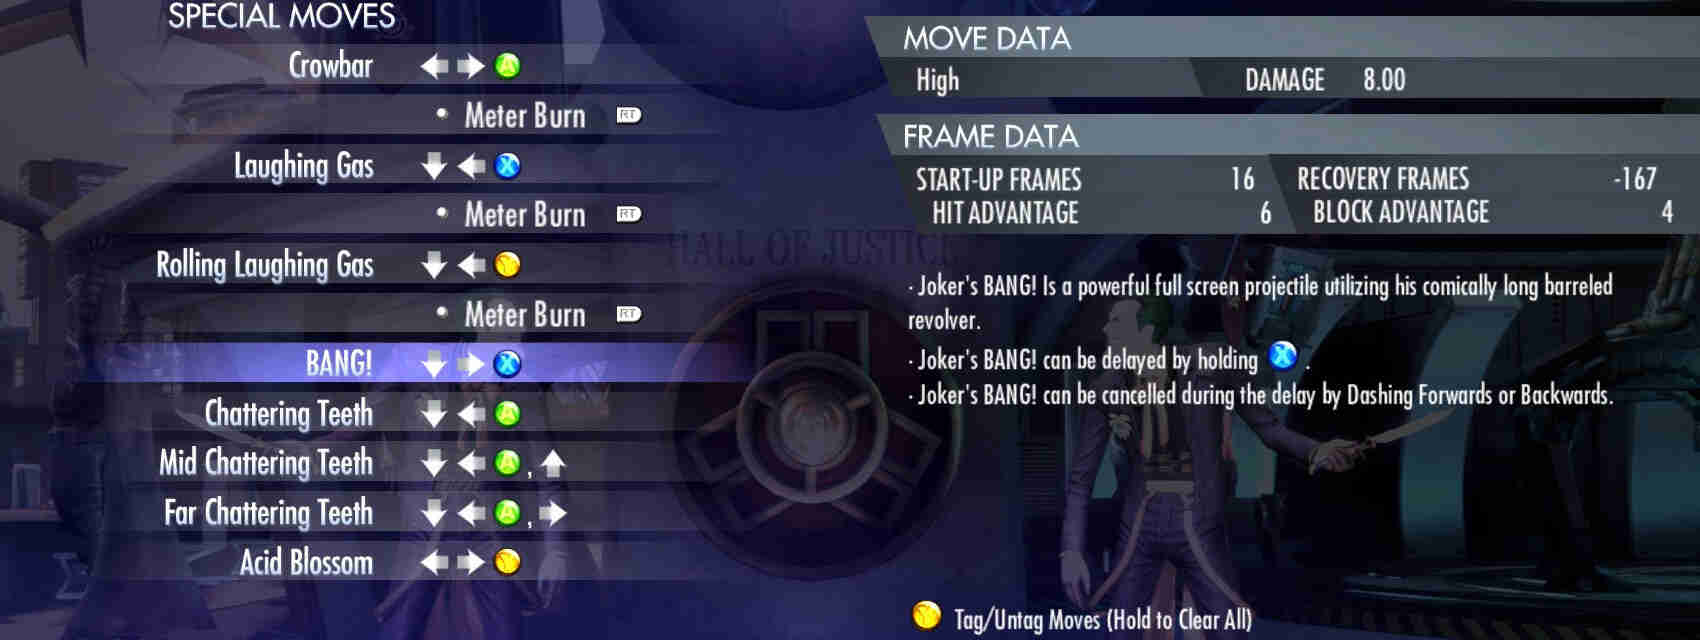 SPECIAL MOVES
Crowbar A
Meter Burn RT
Laughing Gas X
Meter Burn RT
Rolling Laughing Gas Y
Meter Burn RT
BANG! X
Chattering Teeth A
Mid Chattering Teeth A ,
Far Chattering Teeth A ,
Acid Blossom Y
HALL OF JUSTICE
MOVE DATA
High DAMAGE 8.00
FRAME DATA
START-UP FRAMES 16 RECOVERY FRAMES -167
HIT ADVANTAGE 6 BLOCK ADVANTAGE 4
· Joker's BANG! Is a powerful full screen projectile utilizing his comically long barreled
revolver.
· Joker's BANG! can be delayed by holding X .
· Joker's BANG! can be cancelled during the delay by Dashing Forwards or Backwards.
Y Tag/Untag Moves (Hold to Clear All)